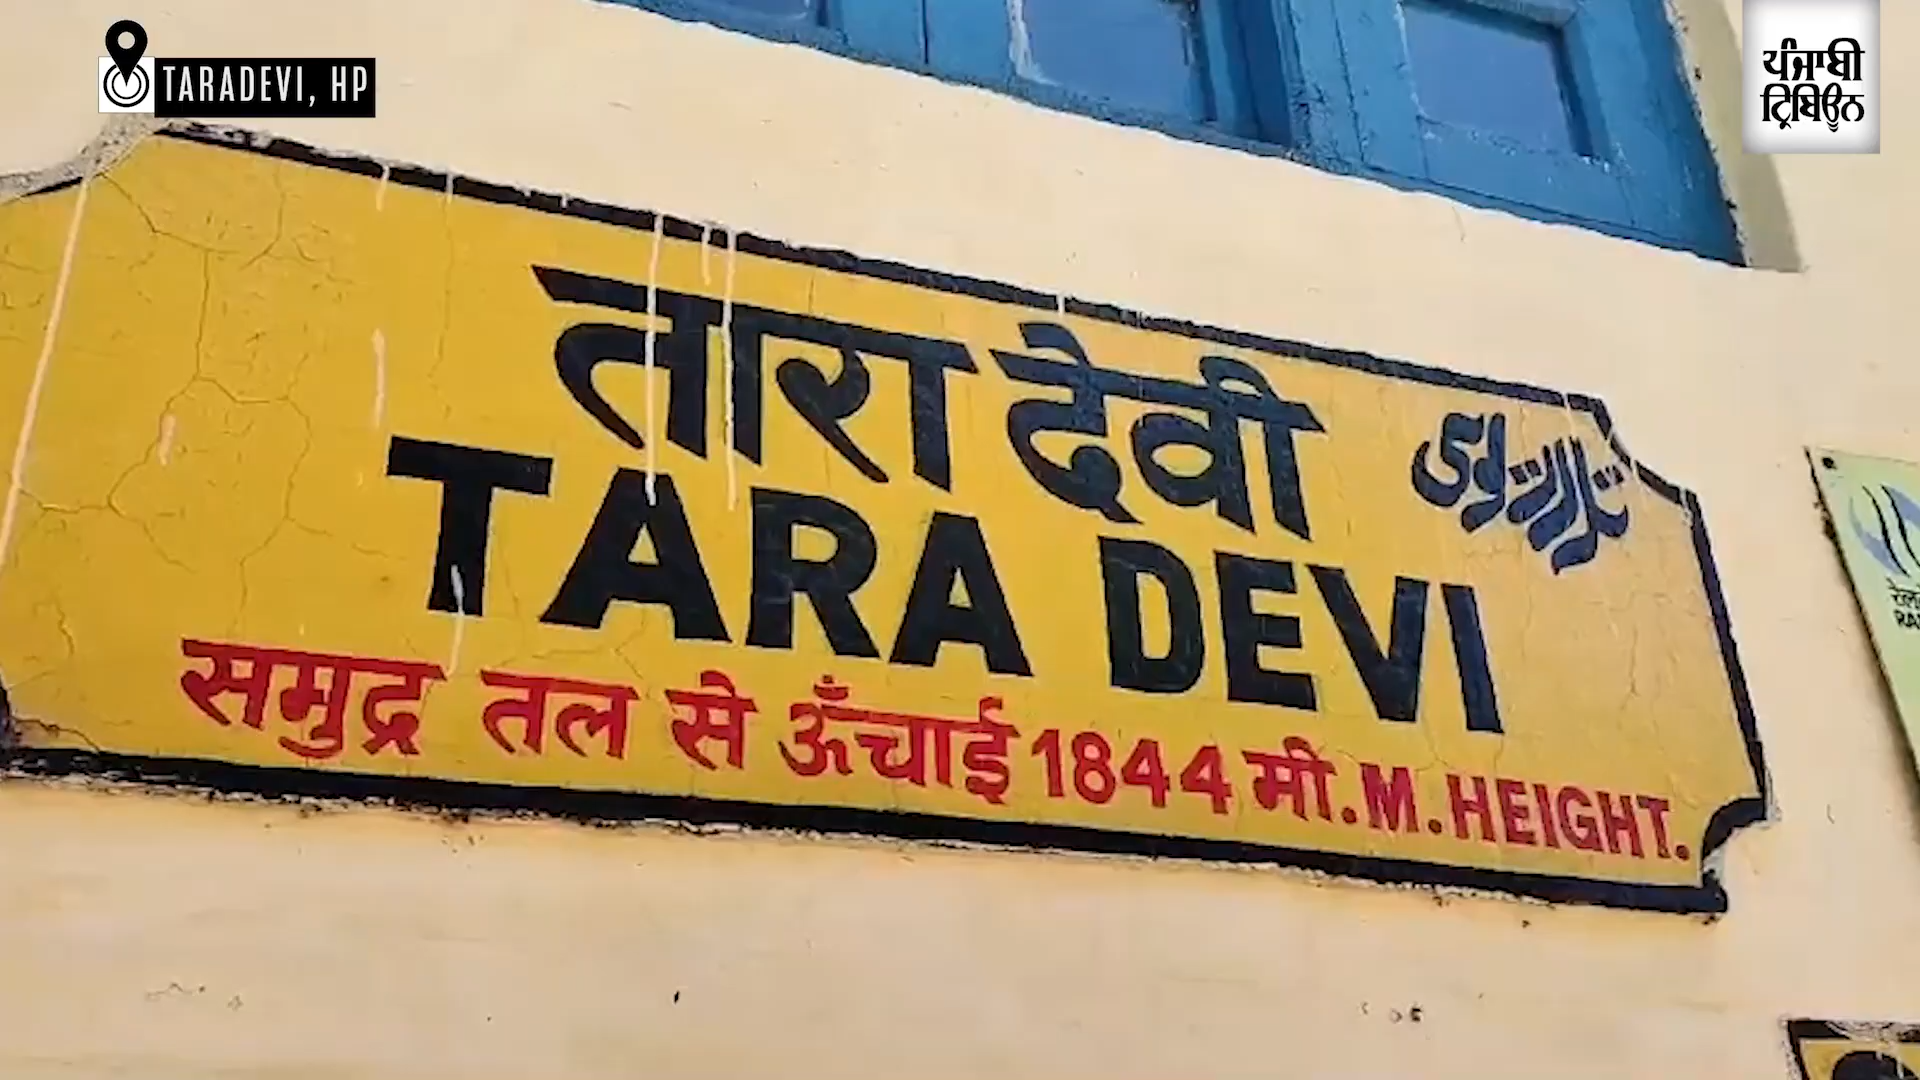 TARADEVI, HP
ਪੰਜਾਬੀ
ਟ੍ਰਿਬਿਊਨ
तारा देवी
TARA DEVI
समुद्र तल से ऊँचाई 1844 मी.M.HEIGHT.